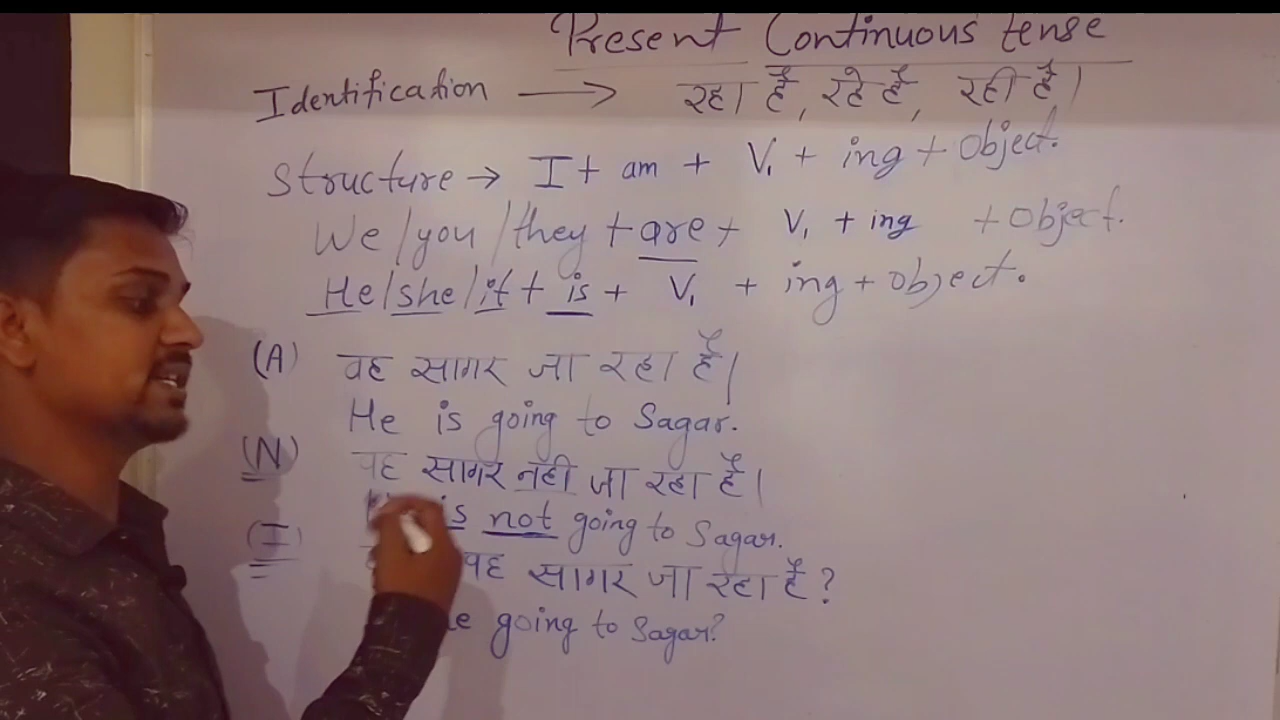 Present Continuous tense
Identification → रहा है, रहे है, रही है।
Structure → I + am + V₁ + ing + Object.
We/you/they + are + V₁ + ing + Object.
He/she/it + is + V₁ + ing + object.
(A) वह सागर जा रहा है।
He is going to Sagar.
(N) वह सागर नही जा रहा है।
is not going to Sagar.
(I) वह सागर जा रहा है?
going to Sagar?